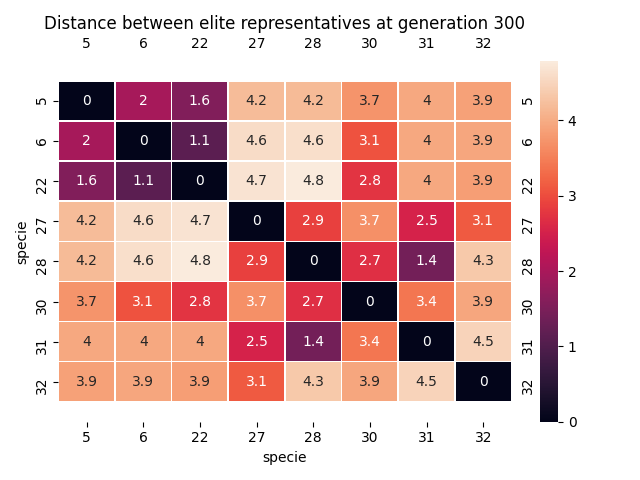 Distance between elite representatives at generation 300
5 6 22 27 28 30 31 32
5 0 2 1.6 4.2 4.2 3.7 4 3.9 5
6 2 0 1.1 4.6 4.6 3.1 4 3.9 6
22 1.6 1.1 0 4.7 4.8 2.8 4 3.9 22
27 4.2 4.6 4.7 0 2.9 3.7 2.5 3.1 27
28 4.2 4.6 4.8 2.9 0 2.7 1.4 4.3 28
30 3.7 3.1 2.8 3.7 2.7 0 3.4 3.9 30
31 4 4 4 2.5 1.4 3.4 0 4.5 31
32 3.9 3.9 3.9 3.1 4.3 3.9 4.5 0 32
5 6 22 27 28 30 31 32
specie
specie
4
3
2
1
0